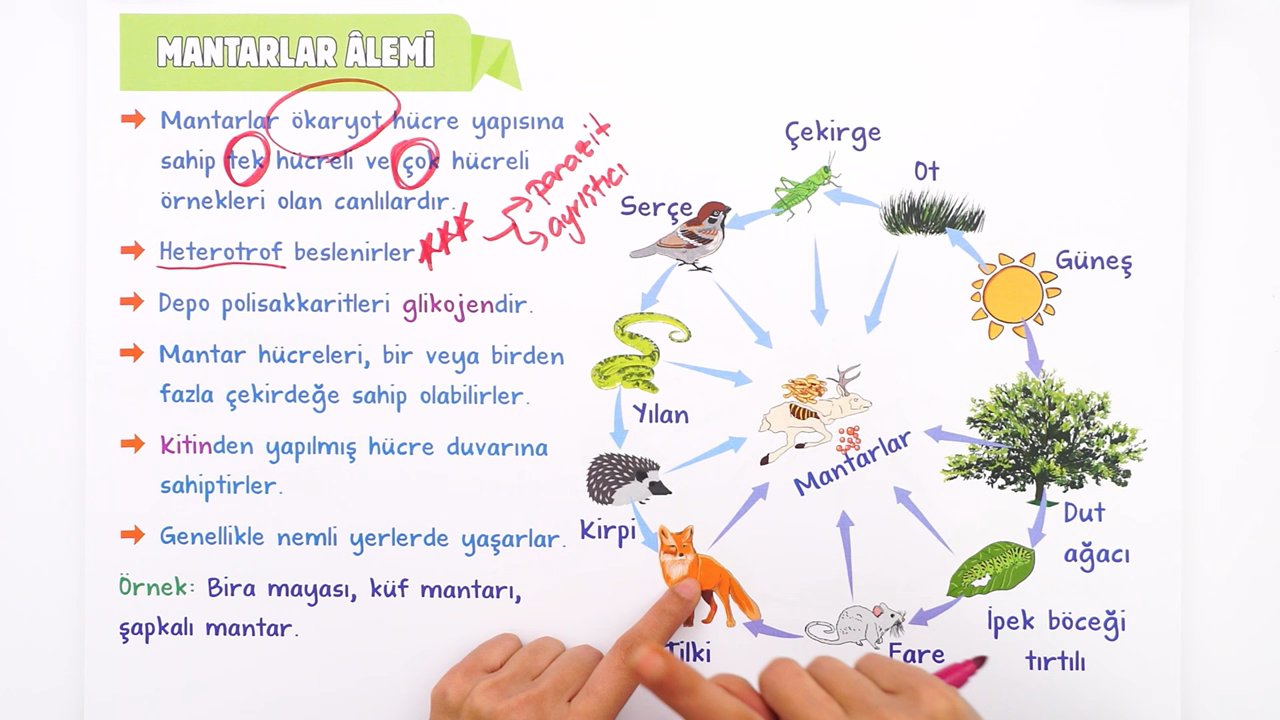 MANTARLAR ÂLEMİ
Mantarlar ökaryot hücre yapısına
sahip tek hücreli ve çok hücreli
örnekleri olan canlılardır.
Heterotrof beslenirler.
parazit
ayrıştıcı
Depo polisakkaritleri glikojendir.
Mantar hücreleri, bir veya birden
fazla çekirdeğe sahip olabilirler.
Kitinden yapılmış hücre duvarına
sahiptirler.
Genellikle nemli yerlerde yaşarlar.
Örnek: Bira mayası, küf mantarı,
şapkalı mantar.
Çekirge
Ot
Serçe
Güneş
Yılan
Mantarlar
Kirpi
Dut
ağacı
İpek böceği
tırtılı
Fare
Tilki